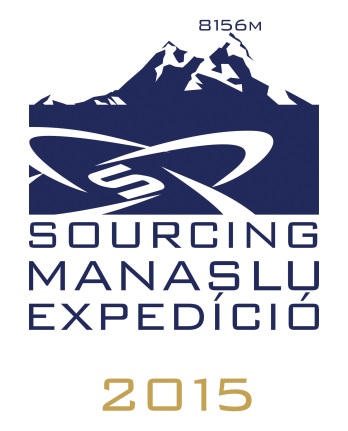 8156M
S
SOURCING
MANASLU
EXPEDÍCIÓ
2015